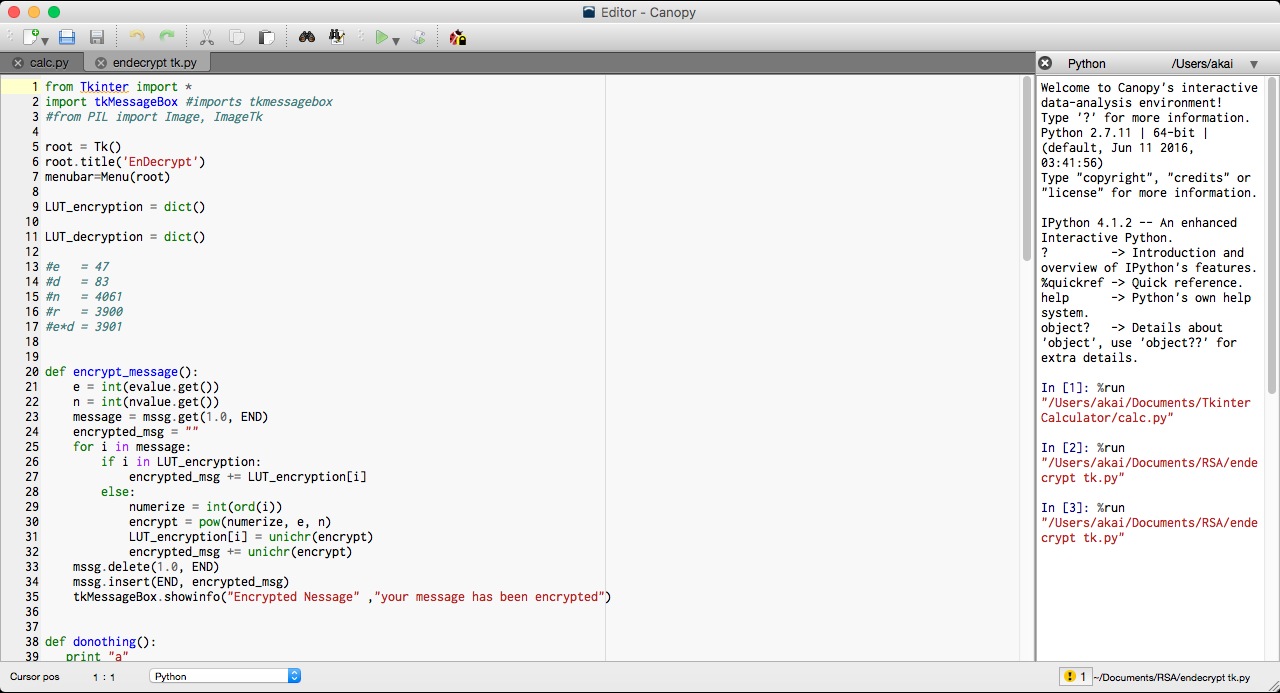 Editor - Canopy
calc.py
endecrypt tk.py
1 from Tkinter import *
2 import tkMessageBox #imports tkmessagebox
3 #from PIL import Image, ImageTk
4
5 root = Tk()
6 root.title('EnDecrypt')
7 menubar=Menu(root)
8
9 LUT_encryption = dict()
10
11 LUT_decryption = dict()
12
13 #e   = 47
14 #d   = 83
15 #n   = 4061
16 #r   = 3900
17 #e*d = 3901
18
19
20 def encrypt_message():
21     e = int(evalue.get())
22     n = int(nvalue.get())
23     message = mssg.get(1.0, END)
24     encrypted_msg = ""
25     for i in message:
26         if i in LUT_encryption:
27             encrypted_msg += LUT_encryption[i]
28         else:
29             numerize = int(ord(i))
30             encrypt = pow(numerize, e, n)
31             LUT_encryption[i] = unichr(encrypt)
32             encrypted_msg += unichr(encrypt)
33     mssg.delete(1.0, END)
34     mssg.insert(END, encrypted_msg)
35     tkMessageBox.showinfo("Encrypted Nessage" ,"your message has been encrypted")
36
37
38 def donothing():
39    print "a"
Python /Users/akai
Welcome to Canopy's interactive
data-analysis environment!
Type '?' for more information.
Python 2.7.11 | 64-bit |
(default, Jun 11 2016,
03:41:56)
Type "copyright", "credits" or
"license" for more information.

IPython 4.1.2 -- An enhanced
Interactive Python.
?         -> Introduction and
overview of IPython's features.
%quickref -> Quick reference.
help      -> Python's own help
system.
object?   -> Details about
'object', use 'object??' for
extra details.

In [1]: %run
"/Users/akai/Documents/Tkinter
Calculator/calc.py"

In [2]: %run
"/Users/akai/Documents/RSA/ende
crypt tk.py"

In [3]: %run
"/Users/akai/Documents/RSA/ende
crypt tk.py"
Cursor pos 1 : 1 Python 1 ~/Documents/RSA/endecrypt tk.py